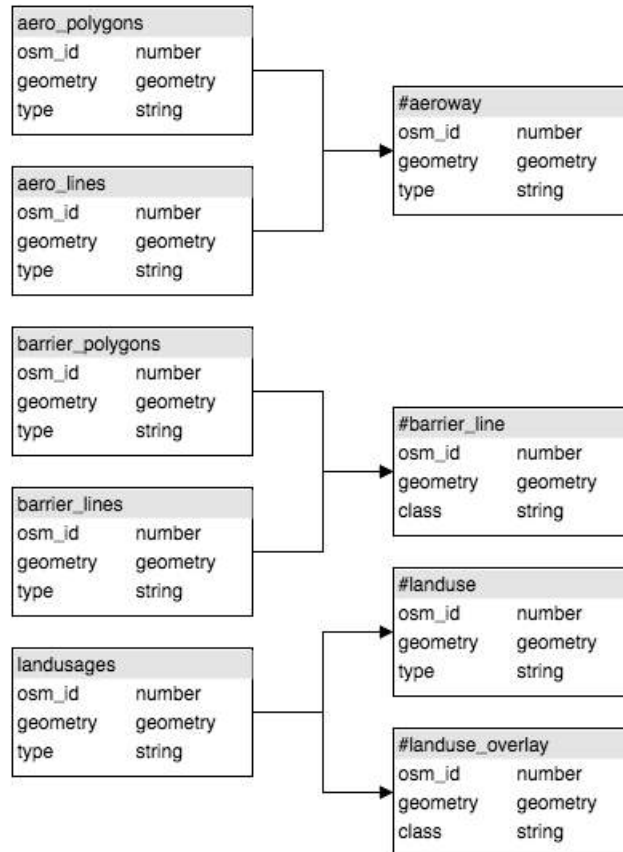 aero_polygons
osm_id number
geometry geometry
type string
aero_lines
osm_id number
geometry geometry
type string
barrier_polygons
osm_id number
geometry geometry
type string
barrier_lines
osm_id number
geometry geometry
type string
landusages
osm_id number
geometry geometry
type string
#aeroway
osm_id number
geometry geometry
type string
#barrier_line
osm_id number
geometry geometry
class string
#landuse
osm_id number
geometry geometry
type string
#landuse_overlay
osm_id number
geometry geometry
class string